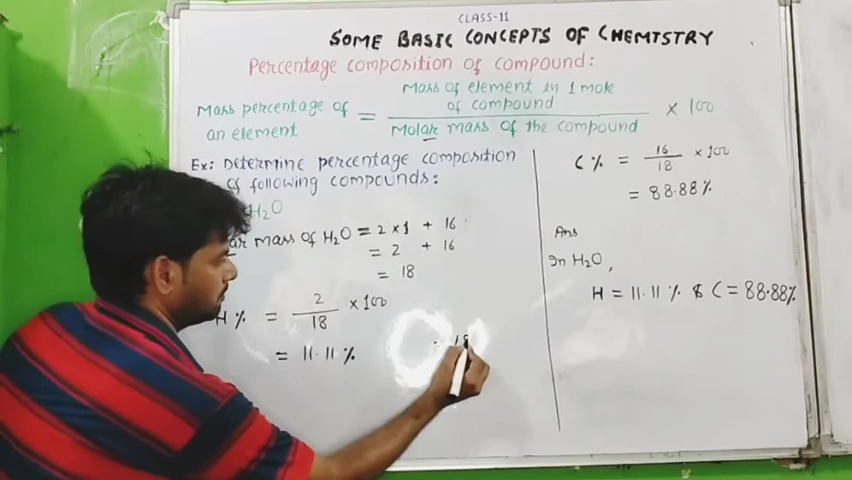 CLASS-11
SOME BASIC CONCEPTS OF CHEMISTRY
Percentage composition of compound:
Mass percentage of an element = Mass of element in 1 mole of compound / Molar mass of the compound × 100
Ex: Determine percentage composition
of following compounds:
H₂O
mass of H₂O = 2×1 + 16
= 2 + 16
= 18
H% = 2/18 × 100
= 11.11%
18
C% = 16/18 × 100
= 88.88%
Ans
In H₂O,
H = 11.11% & C = 88.88%